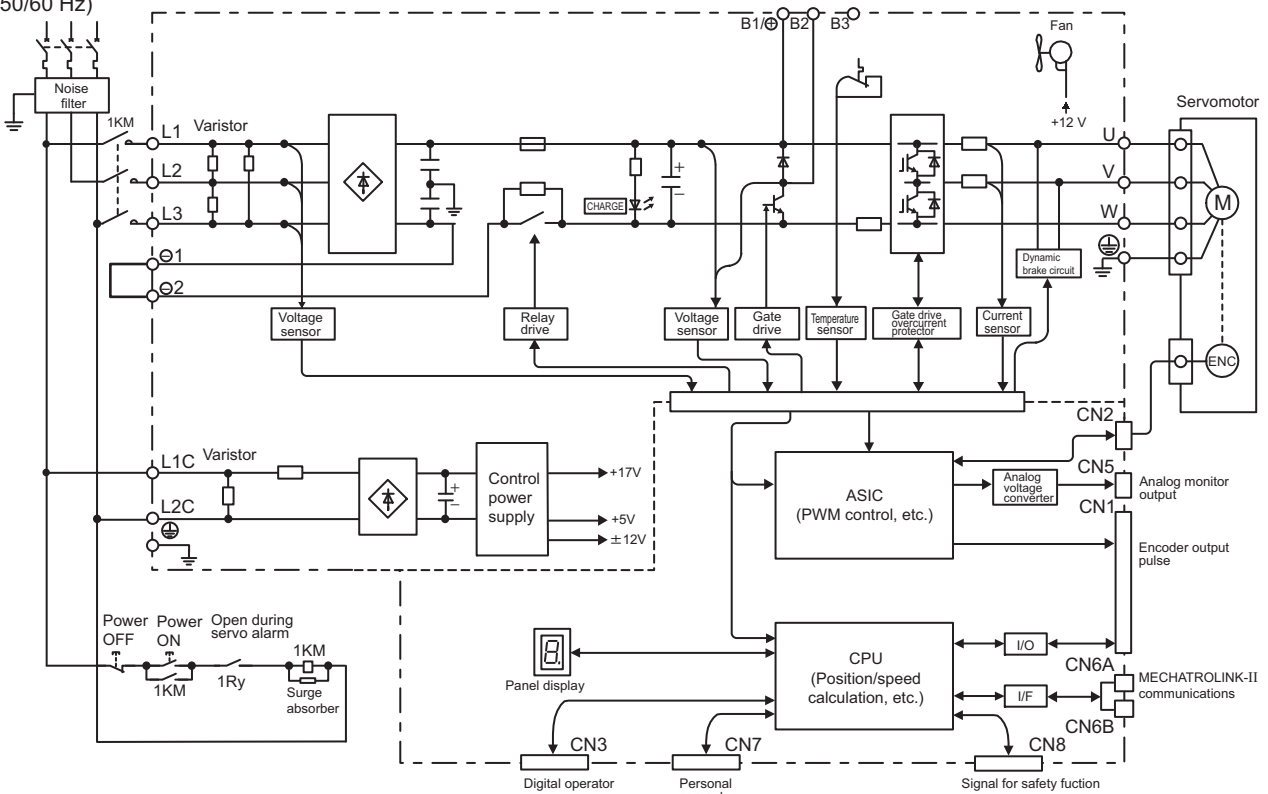 50/60 Hz)
B1/⊕ B2 B3
Fan
+12 V
Noise
filter
1KM
Varistor
L1
L2
L3
⊖1
⊖2
CHARGE
+
−
+
−
U
V
W
Servomotor
M
ENC
Dynamic
brake circuit
Voltage
sensor
Relay
drive
Voltage
sensor
Gate
drive
Temperature
sensor
Gate drive
overcurrent
protector
Current
sensor
L1C
Varistor
L2C
+
−
Control
power
supply
+17V
+5V
±12V
ASIC
(PWM control, etc.)
Analog
voltage
converter
CN2
CN5
Analog monitor
output
CN1
Encoder output
pulse
Power
OFF
Power
ON
Open during
servo alarm
1KM
1KM
1Ry
Surge
absorber
8.
Panel display
CPU
(Position/speed
calculation, etc.)
I/O
I/F
CN6A
MECHATROLINK-II
communications
CN6B
CN3
CN7
CN8
Digital operator
Personal
Signal for safety fuction